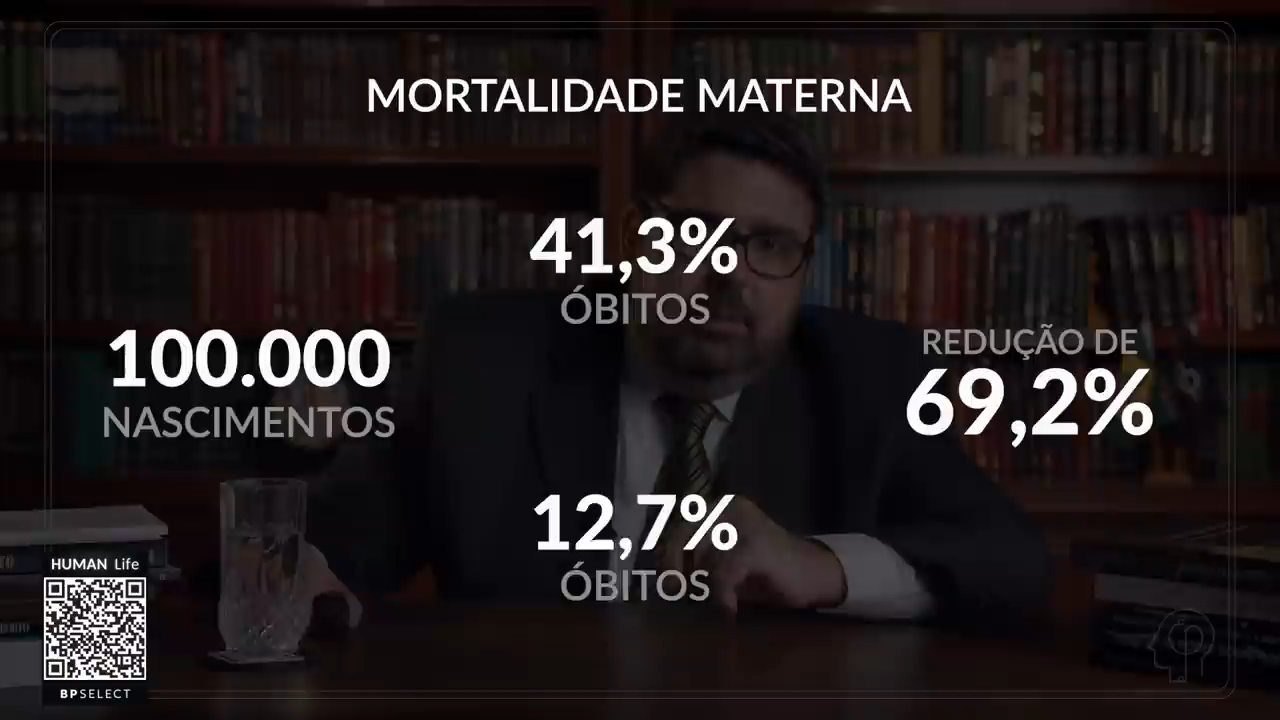 MORTALIDADE MATERNA
41,3%
ÓBITOS
100.000
NASCIMENTOS
REDUÇÃO DE
69,2%
12,7%
ÓBITOS
HUMAN Life
BPSELECT